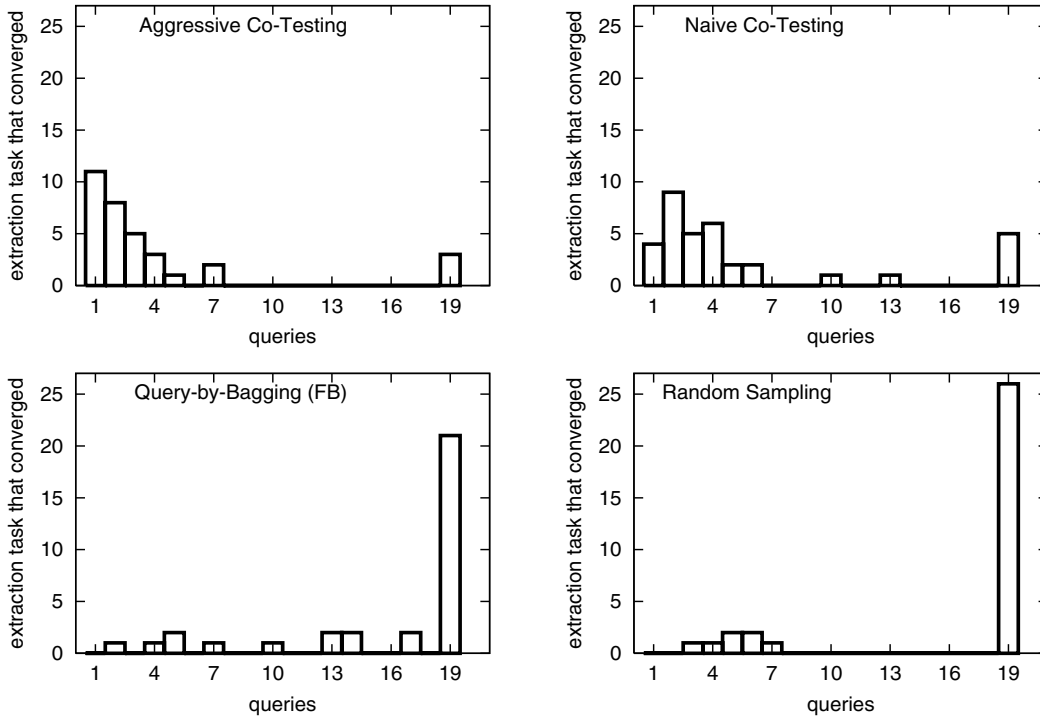 Aggressive Co-Testing
extraction task that converged
25
20
15
10
5
0
1 4 7 10 13 16 19
queries
Naive Co-Testing
extraction task that converged
25
20
15
10
5
0
1 4 7 10 13 16 19
queries
Query-by-Bagging (FB)
extraction task that converged
25
20
15
10
5
0
1 4 7 10 13 16 19
queries
Random Sampling
extraction task that converged
25
20
15
10
5
0
1 4 7 10 13 16 19
queries